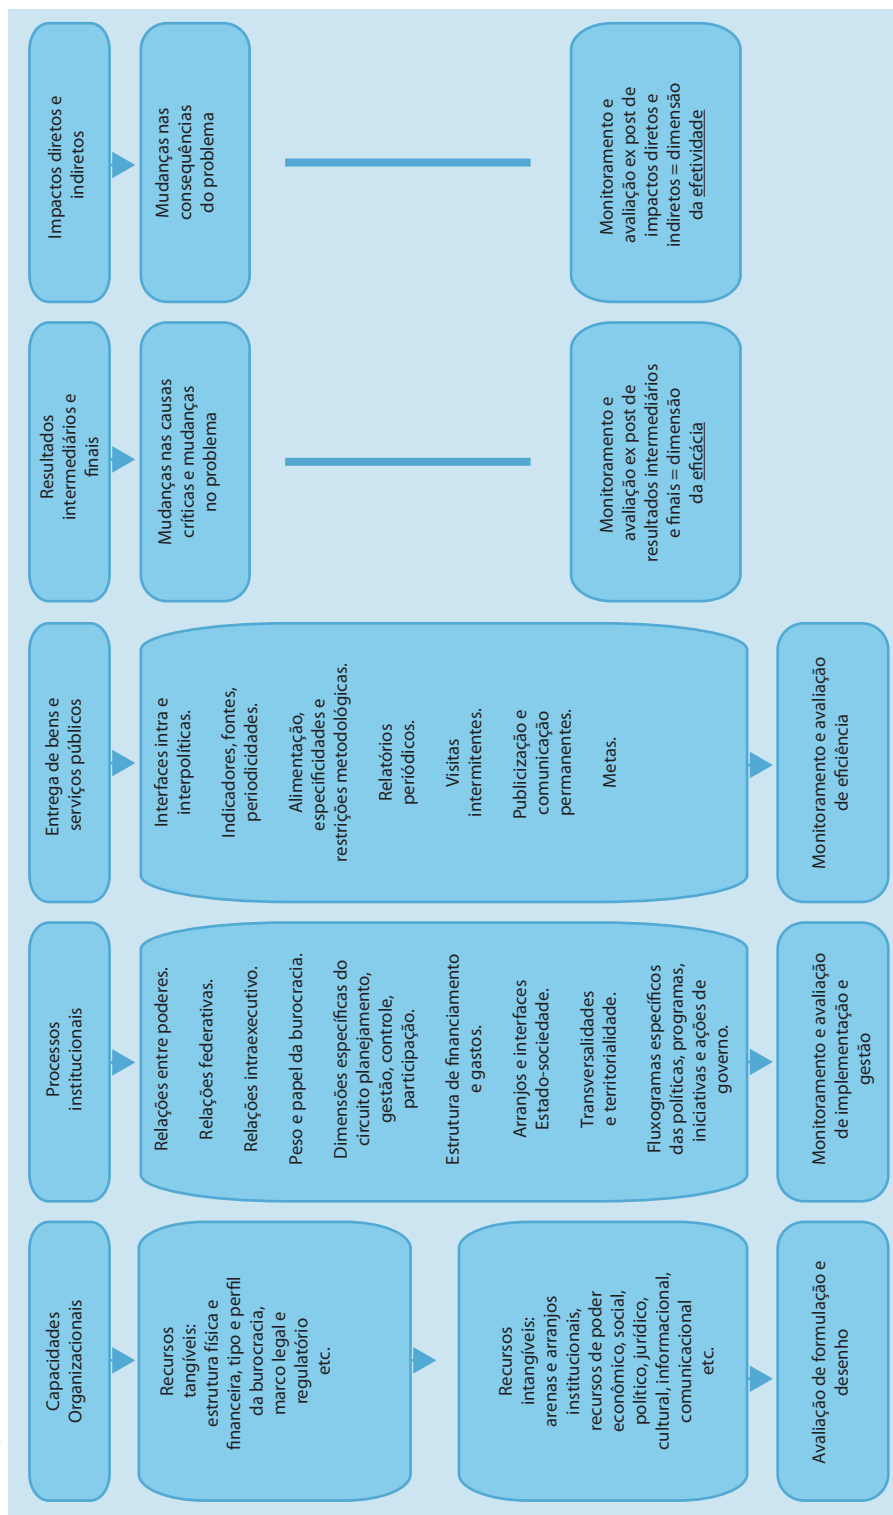 Capacidades
Organizacionais
Recursos
tangíveis:
estrutura física e
financeira, tipo e perfil
da burocracia,
marco legal e
regulatório
etc.
Recursos
intangíveis:
arenas e arranjos
institucionais,
recursos de poder
econômico, social,
político, jurídico,
cultural, informacional,
comunicacional
etc.
Avaliação de formulação e
desenho
Processos
institucionais
Relações entre poderes.
Relações federativas.
Relações intraexecutivo.
Peso e papel da burocracia.
Dimensões específicas do
circuito planejamento,
gestão, controle,
participação.
Estrutura de financiamento
e gastos.
Arranjos e interfaces
Estado-sociedade.
Transversalidades
e territorialidade.
Fluxogramas específicos
das políticas, programas,
iniciativas e ações de
governo.
Monitoramento e avaliação
de implementação e
gestão
Entrega de bens e
serviços públicos
Interfaces intra e
interpolíticas.
Indicadores, fontes,
periodicidades.
Alimentação,
especificidades e
restrições metodológicas.
Relatórios
periódicos.
Visitas
intermitentes.
Publicização e
comunicação
permanentes.
Metas.
Monitoramento e avaliação
de eficiência
Resultados
intermediários e
finais
Mudanças nas causas
críticas e mudanças
no problema
Monitoramento e
avaliação ex post de
resultados intermediários
e finais = dimensão
da eficácia
Impactos diretos e
indiretos
Mudanças nas
consequências
do problema
Monitoramento e
avaliação ex post de
impactos diretos e
indiretos = dimensão
da efetividade